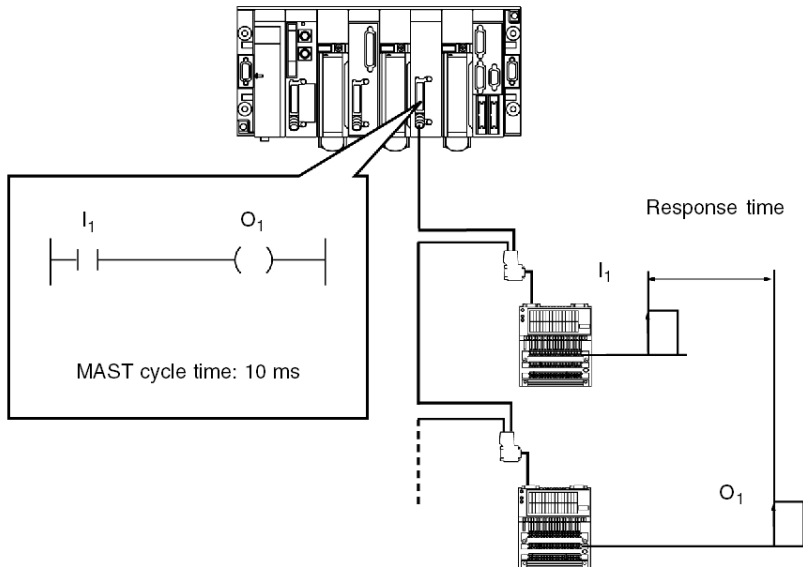 I₁ O₁
MAST cycle time: 10 ms
Response time
I₁
O₁